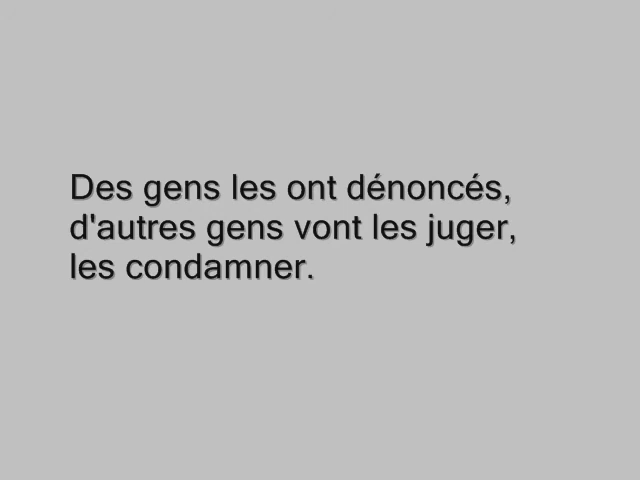 Des gens les ont dénoncés,
d'autres gens vont les juger,
les condamner.